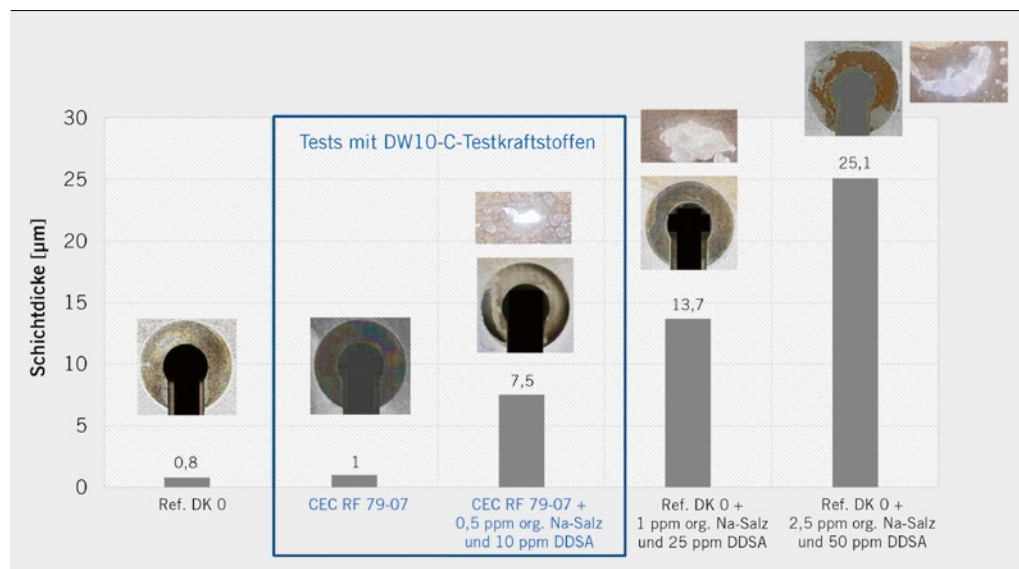 Tests mit DW10-C-Testkraftstoffen
Schichtdicke [µm]
30
25
20
15
10
5
0
0,8
1
7,5
13,7
25,1
Ref. DK 0
CEC RF 79-07
CEC RF 79-07 +
0,5 ppm org. Na-Salz
und 10 ppm DDSA
Ref. DK 0 +
1 ppm org. Na-Salz
und 25 ppm DDSA
Ref. DK 0 +
2,5 ppm org. Na-Salz
und 50 ppm DDSA